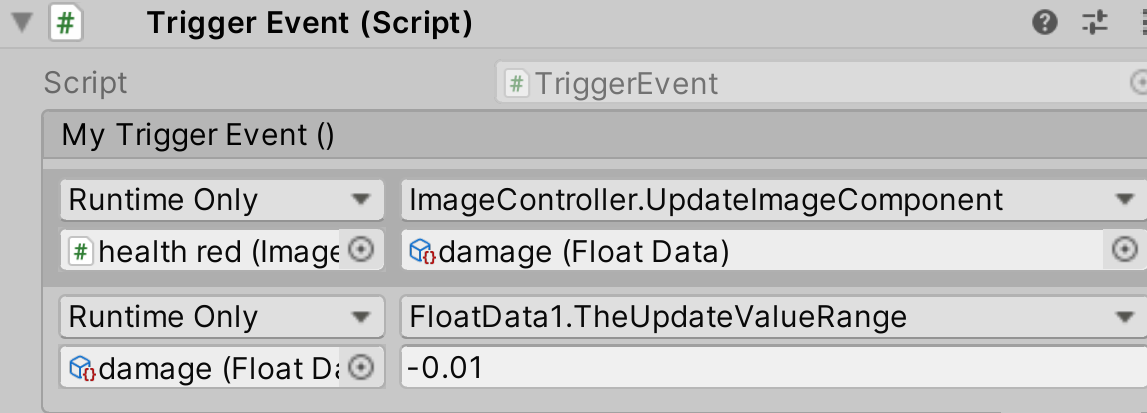 Trigger Event (Script)
Script
TriggerEvent
My Trigger Event ()
Runtime Only
ImageController.UpdateImageComponent
health red (Image
damage (Float Data)
Runtime Only
FloatData1.TheUpdateValueRange
damage (Float Da
-0.01